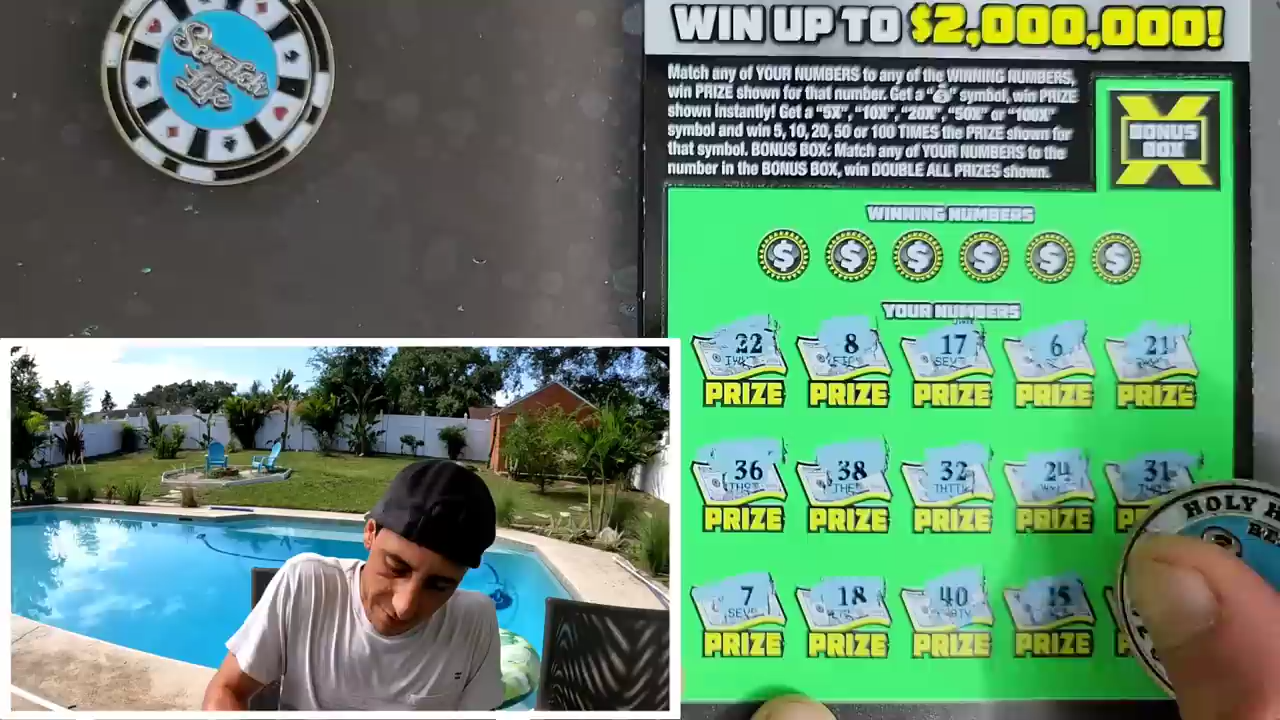 Scratch
Life
WIN UP TO $2,000,000!
Match any of YOUR NUMBERS to any of the WINNING NUMBERS,
win PRIZE shown for that number. Get a "💰" symbol, win PRIZE
shown instantly! Get a "5X", "10X", "20X", "50X" or "100X"
symbol and win 5, 10, 20, 50 or 100 TIMES the PRIZE shown for
that symbol. BONUS BOX: Match any of YOUR NUMBERS to the
number in the BONUS BOX, win DOUBLE ALL PRIZES shown.
BONUS
BOX
WINNING NUMBERS
$ $ $ $ $ $
YOUR NUMBERS
22 8 17 6 21
PRIZE PRIZE PRIZE PRIZE PRIZE
36 38 32 24 31
PRIZE PRIZE PRIZE PRIZE
HOLY
7 18 40 15
SEV
PRIZE PRIZE PRIZE PRIZE